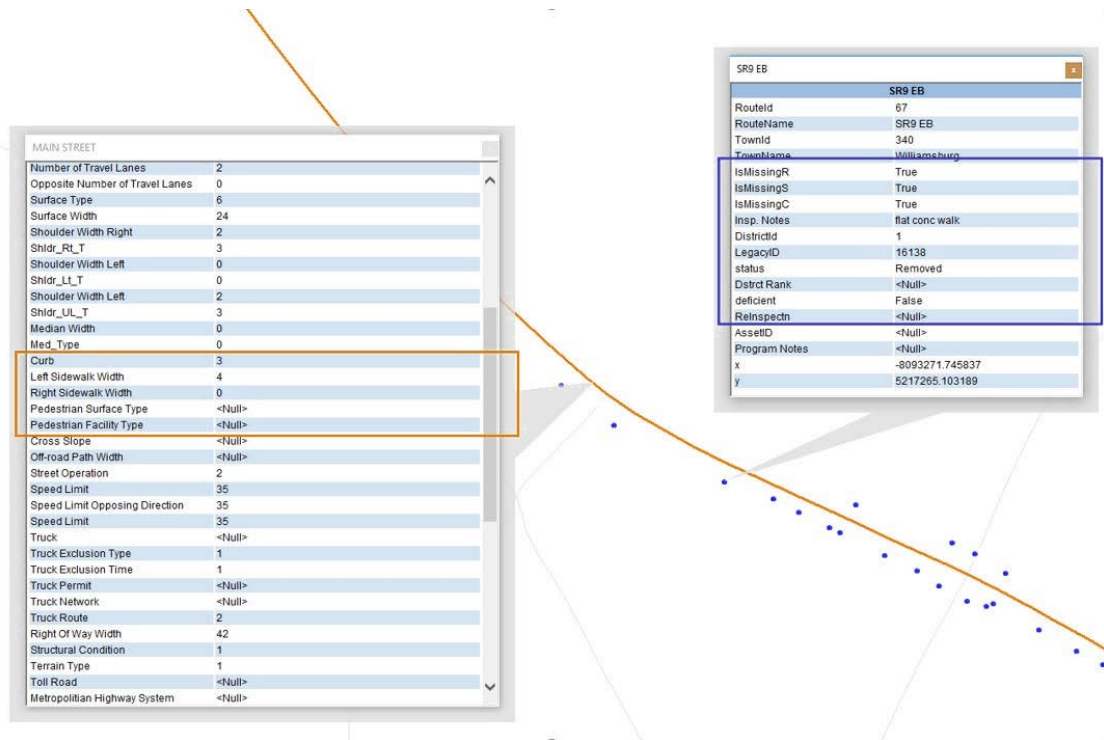 MAIN STREET
Number of Travel Lanes 2
Opposite Number of Travel Lanes 0
Surface Type 6
Surface Width 24
Shoulder Width Right 2
Shldr_Rt_T 3
Shoulder Width Left 0
Shldr_Lt_T 0
Shoulder Width Left 2
Shldr_UL_T 3
Median Width 0
Med_Type 0
Curb 3
Left Sidewalk Width 4
Right Sidewalk Width 0
Pedestrian Surface Type <Null>
Pedestrian Facility Type <Null>
Cross Slope <Null>
Off-road Path Width <Null>
Street Operation 2
Speed Limit 35
Speed Limit Opposing Direction 35
Speed Limit 35
Truck <Null>
Truck Exclusion Type 1
Truck Exclusion Time 1
Truck Permit <Null>
Truck Network <Null>
Truck Route 2
Right Of Way Width 42
Structural Condition 1
Terrain Type 1
Toll Road <Null>
Metropolitian Highway System <Null>
SR9 EB
x
SR9 EB
RouteId 67
RouteName SR9 EB
TownId 340
TownName Williamsburg
IsMissingR True
IsMissingS True
IsMissingC True
Insp. Notes flat conc walk
DistrictId 1
LegacyID 16138
status Removed
Dstrct Rank <Null>
deficient False
ReInspectn <Null>
AssetID <Null>
Program Notes <Null>
x -8093271.745837
y 5217265.103189